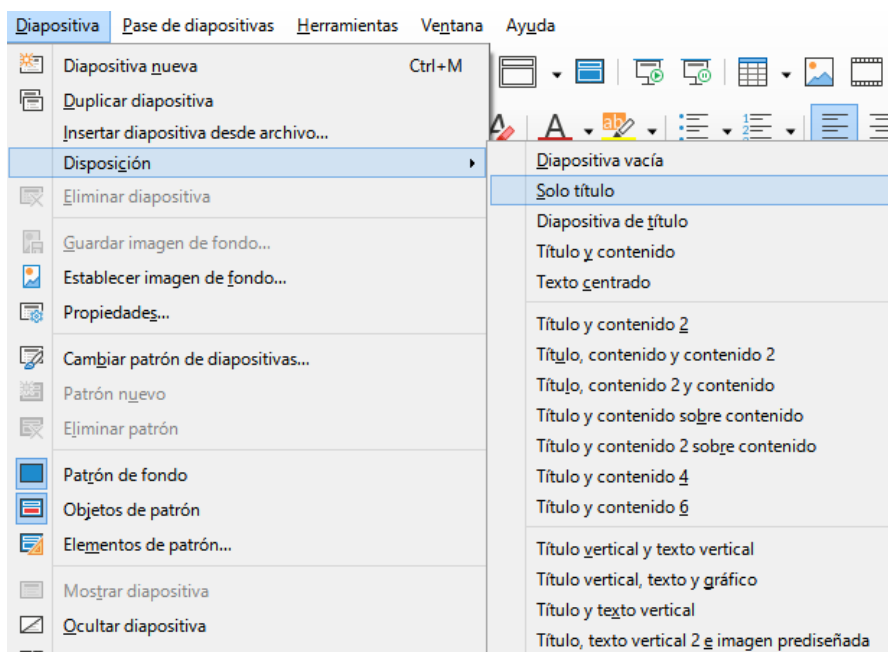 Diapositiva Pase de diapositivas Herramientas Ventana Ayuda
Diapositiva nueva Ctrl+M
Duplicar diapositiva
Insertar diapositiva desde archivo...
Disposición
Eliminar diapositiva
Guardar imagen de fondo...
Establecer imagen de fondo...
Propiedades...
Cambiar patrón de diapositivas...
Patrón nuevo
Eliminar patrón
Patrón de fondo
Objetos de patrón
Elementos de patrón...
Mostrar diapositiva
Ocultar diapositiva
Diapositiva vacía
Solo título
Diapositiva de título
Título y contenido
Texto centrado
Título y contenido 2
Título, contenido y contenido 2
Título, contenido 2 y contenido
Título y contenido sobre contenido
Título y contenido 2 sobre contenido
Título y contenido 4
Título y contenido 6
Título vertical y texto vertical
Título vertical, texto y gráfico
Título y texto vertical
Título, texto vertical 2 e imagen prediseñada